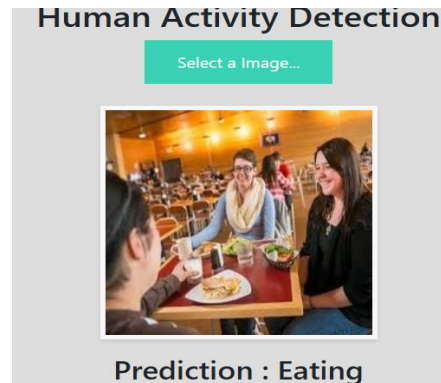 Human Activity Detection
Select a Image...
Prediction : Eating